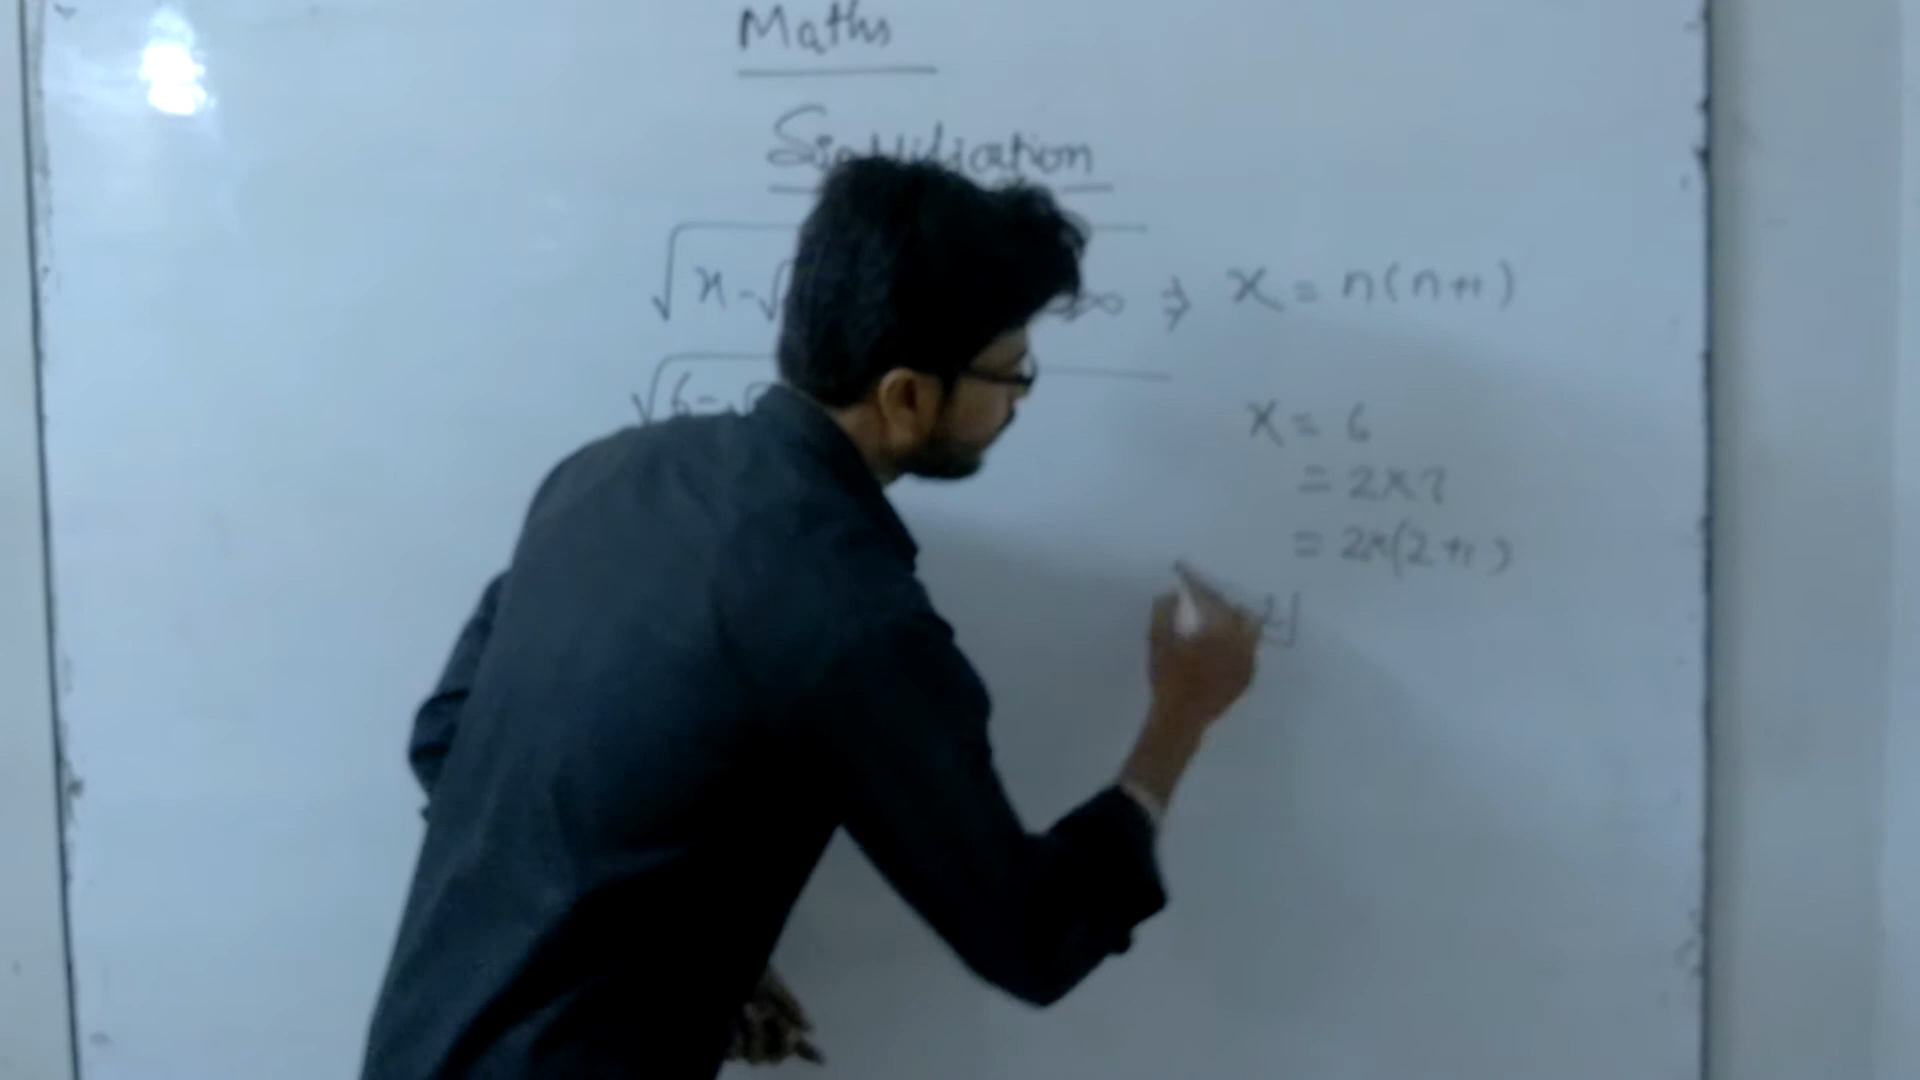 Maths
Simplification
√x-√ ∞ ⇒ x = n(n+1)
√6-√
x = 6
= 2×3
= 2×(2+1)